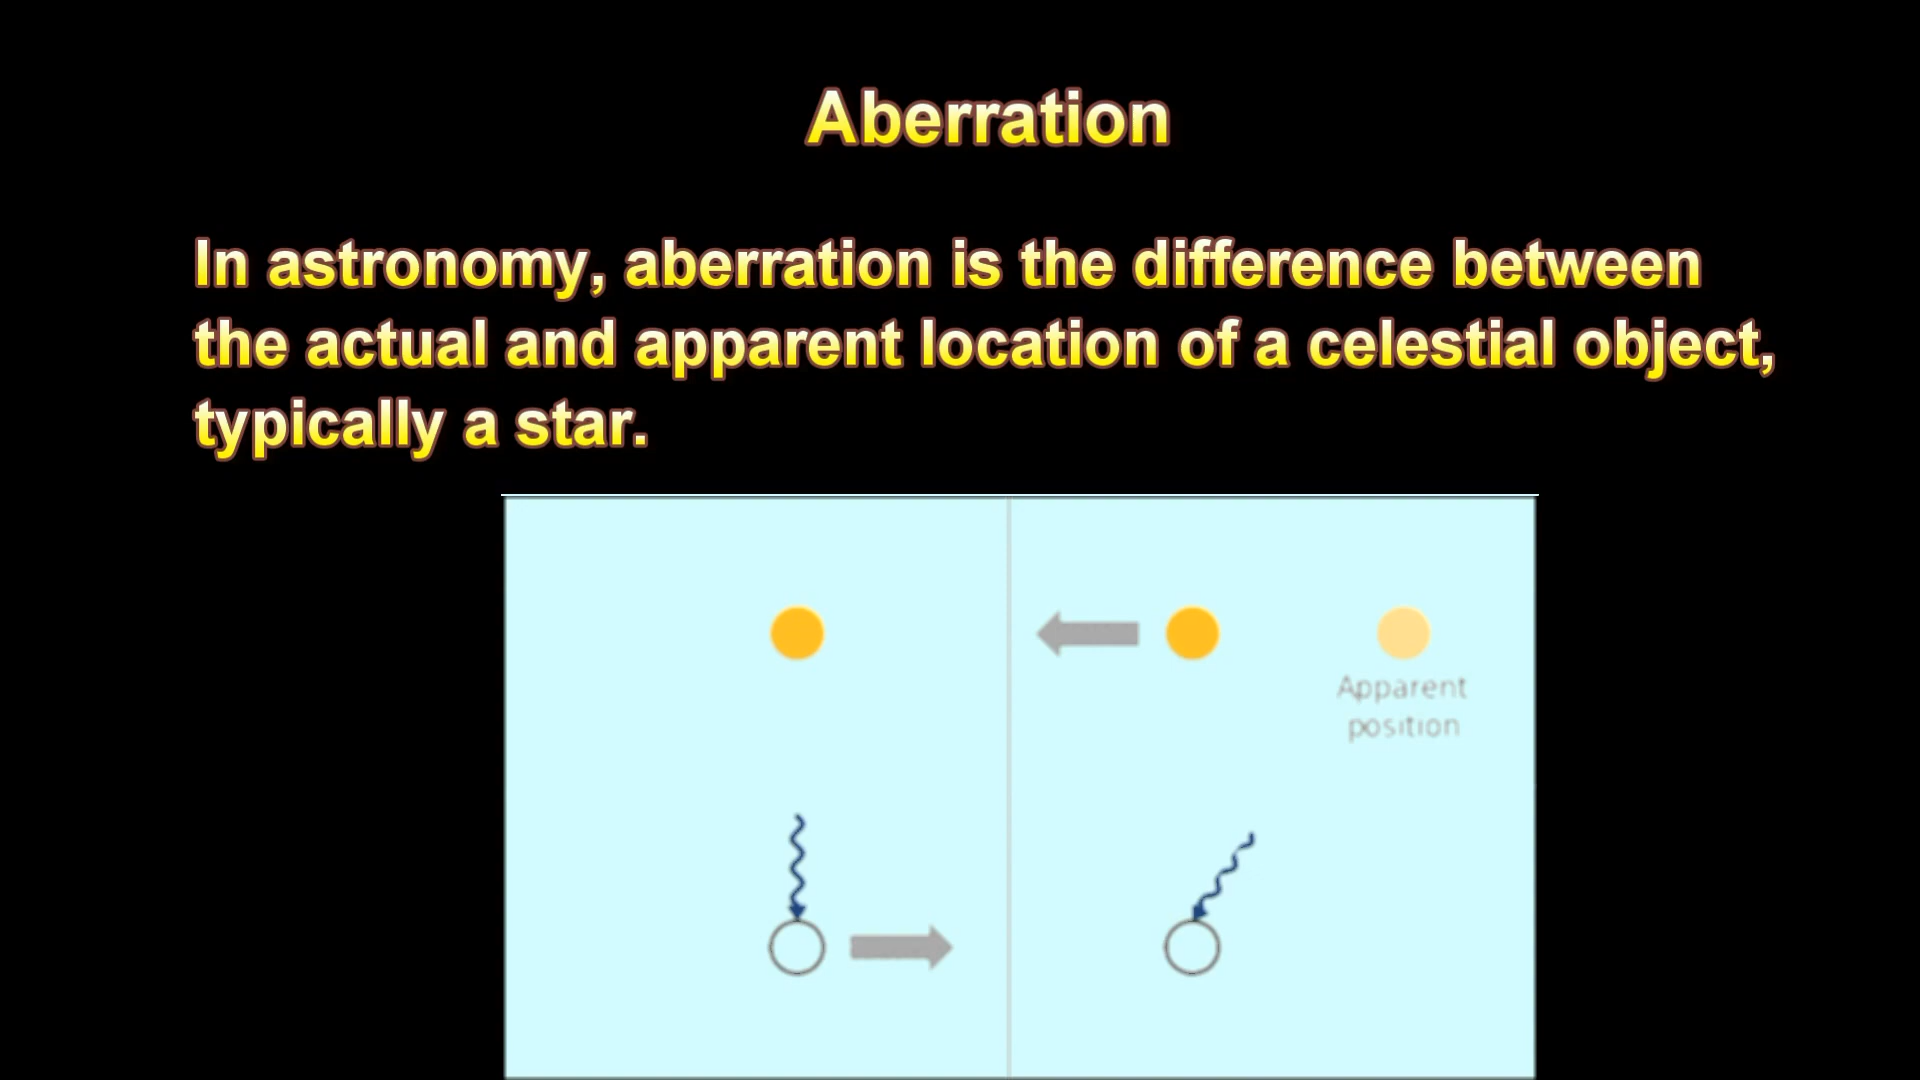 Aberration
In astronomy, aberration is the difference between
the actual and apparent location of a celestial object,
typically a star.
Apparent
position